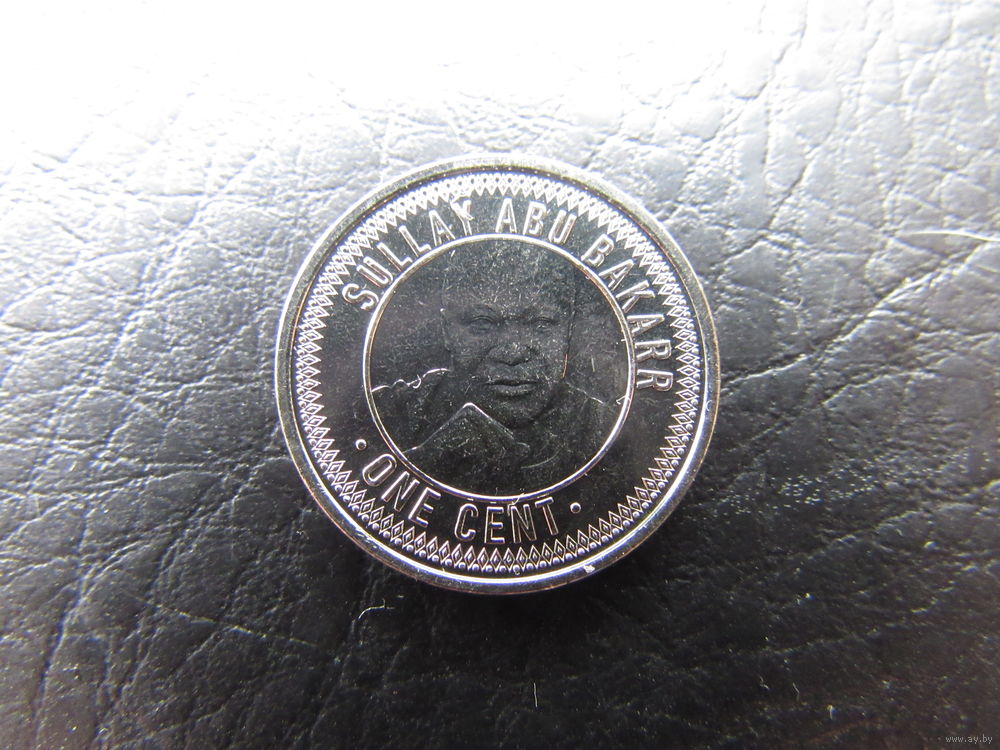 SULLAY ABU BAKARR
· ONE CENT ·
www.ay.by